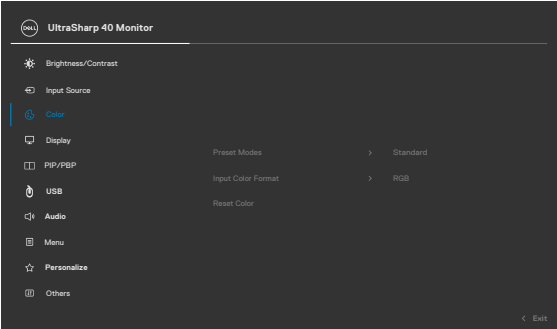 DELL UltraSharp 40 Monitor
Brightness/Contrast
Input Source
Color
Display
PIP/PBP
USB
Audio
Menu
Personalize
Others
Preset Modes > Standard
Input Color Format > RGB
Reset Color
< Exit